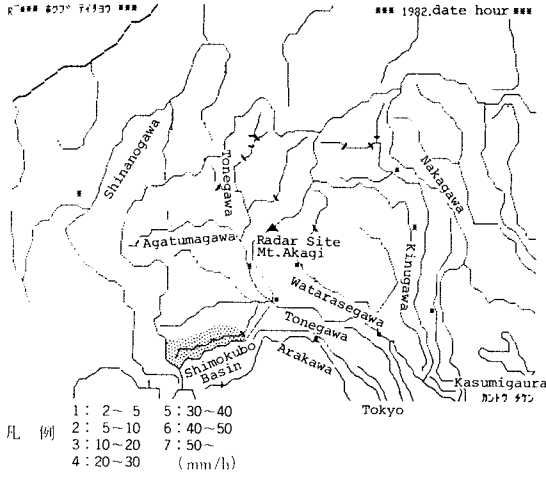 *** 1982.date hour ***
Shinanogawa
Tonegawa
Nakagawa
Agatumagawa
Radar Site
Mt.Akagi
Kinugawa
Watarasegawa
Tonegawa
Shimokubo
Basin
Arakawa
Kasumigaura
カントウ チケン
Tokyo
凡 例
1: 2~ 5 5:30~40
2: 5~10 6:40~50
3:10~20 7:50~
4:20~30 (mm/h)